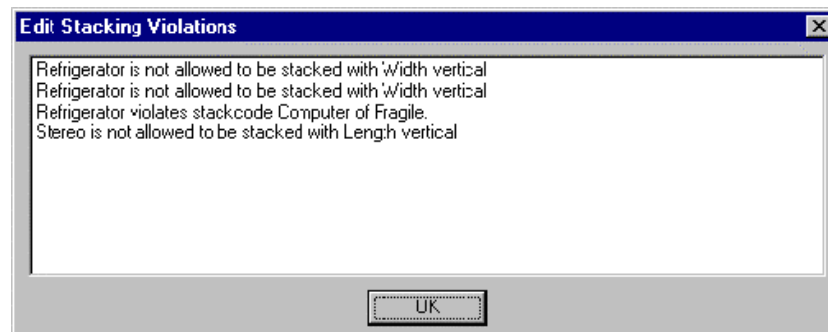 Edit Stacking Violations
Refrigerator is not allowed to be stacked with Width vertical
Refrigerator is not allowed to be stacked with Width vertical
Refrigerator violates stackcode Computer of Fragile.
Stereo is not allowed to be stacked with Length vertical
OK